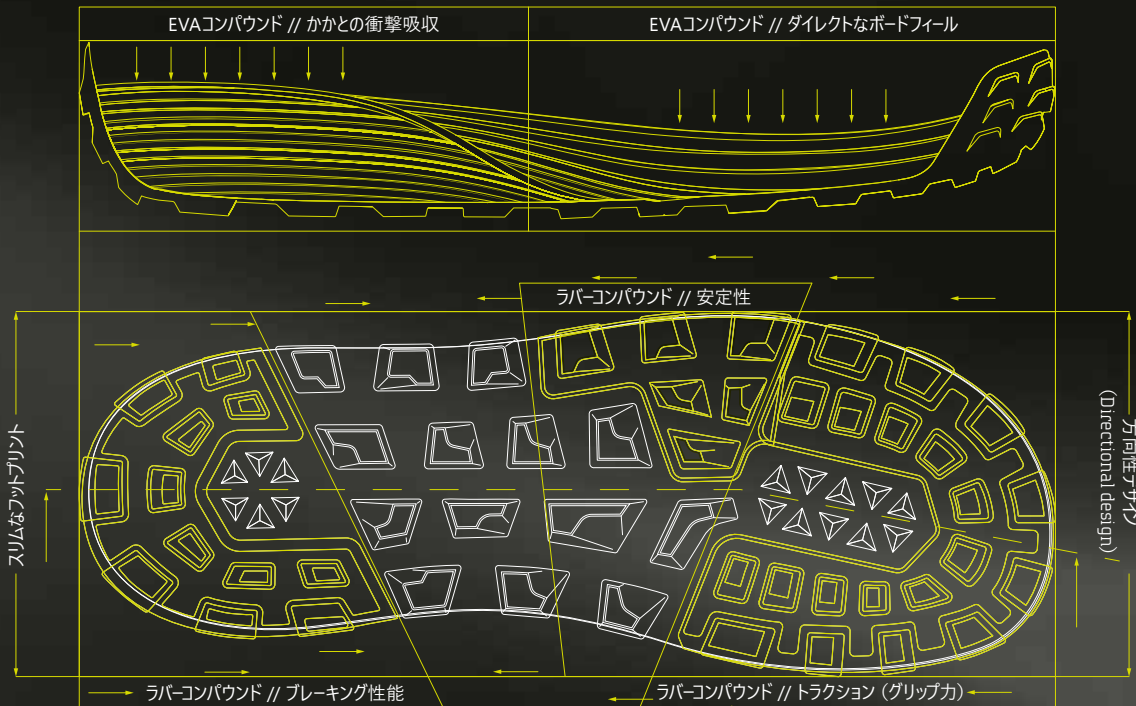 EVAコンパウンド // かかとの衝撃吸収
EVAコンパウンド // ダイレクトなボードフィール
ラバーコンパウンド // 安定性
スリムなフットプリント
方向性デザイン
(Directional design) /
ラバーコンパウンド // ブレーキング性能
ラバーコンパウンド // トラクション (グリップ力)